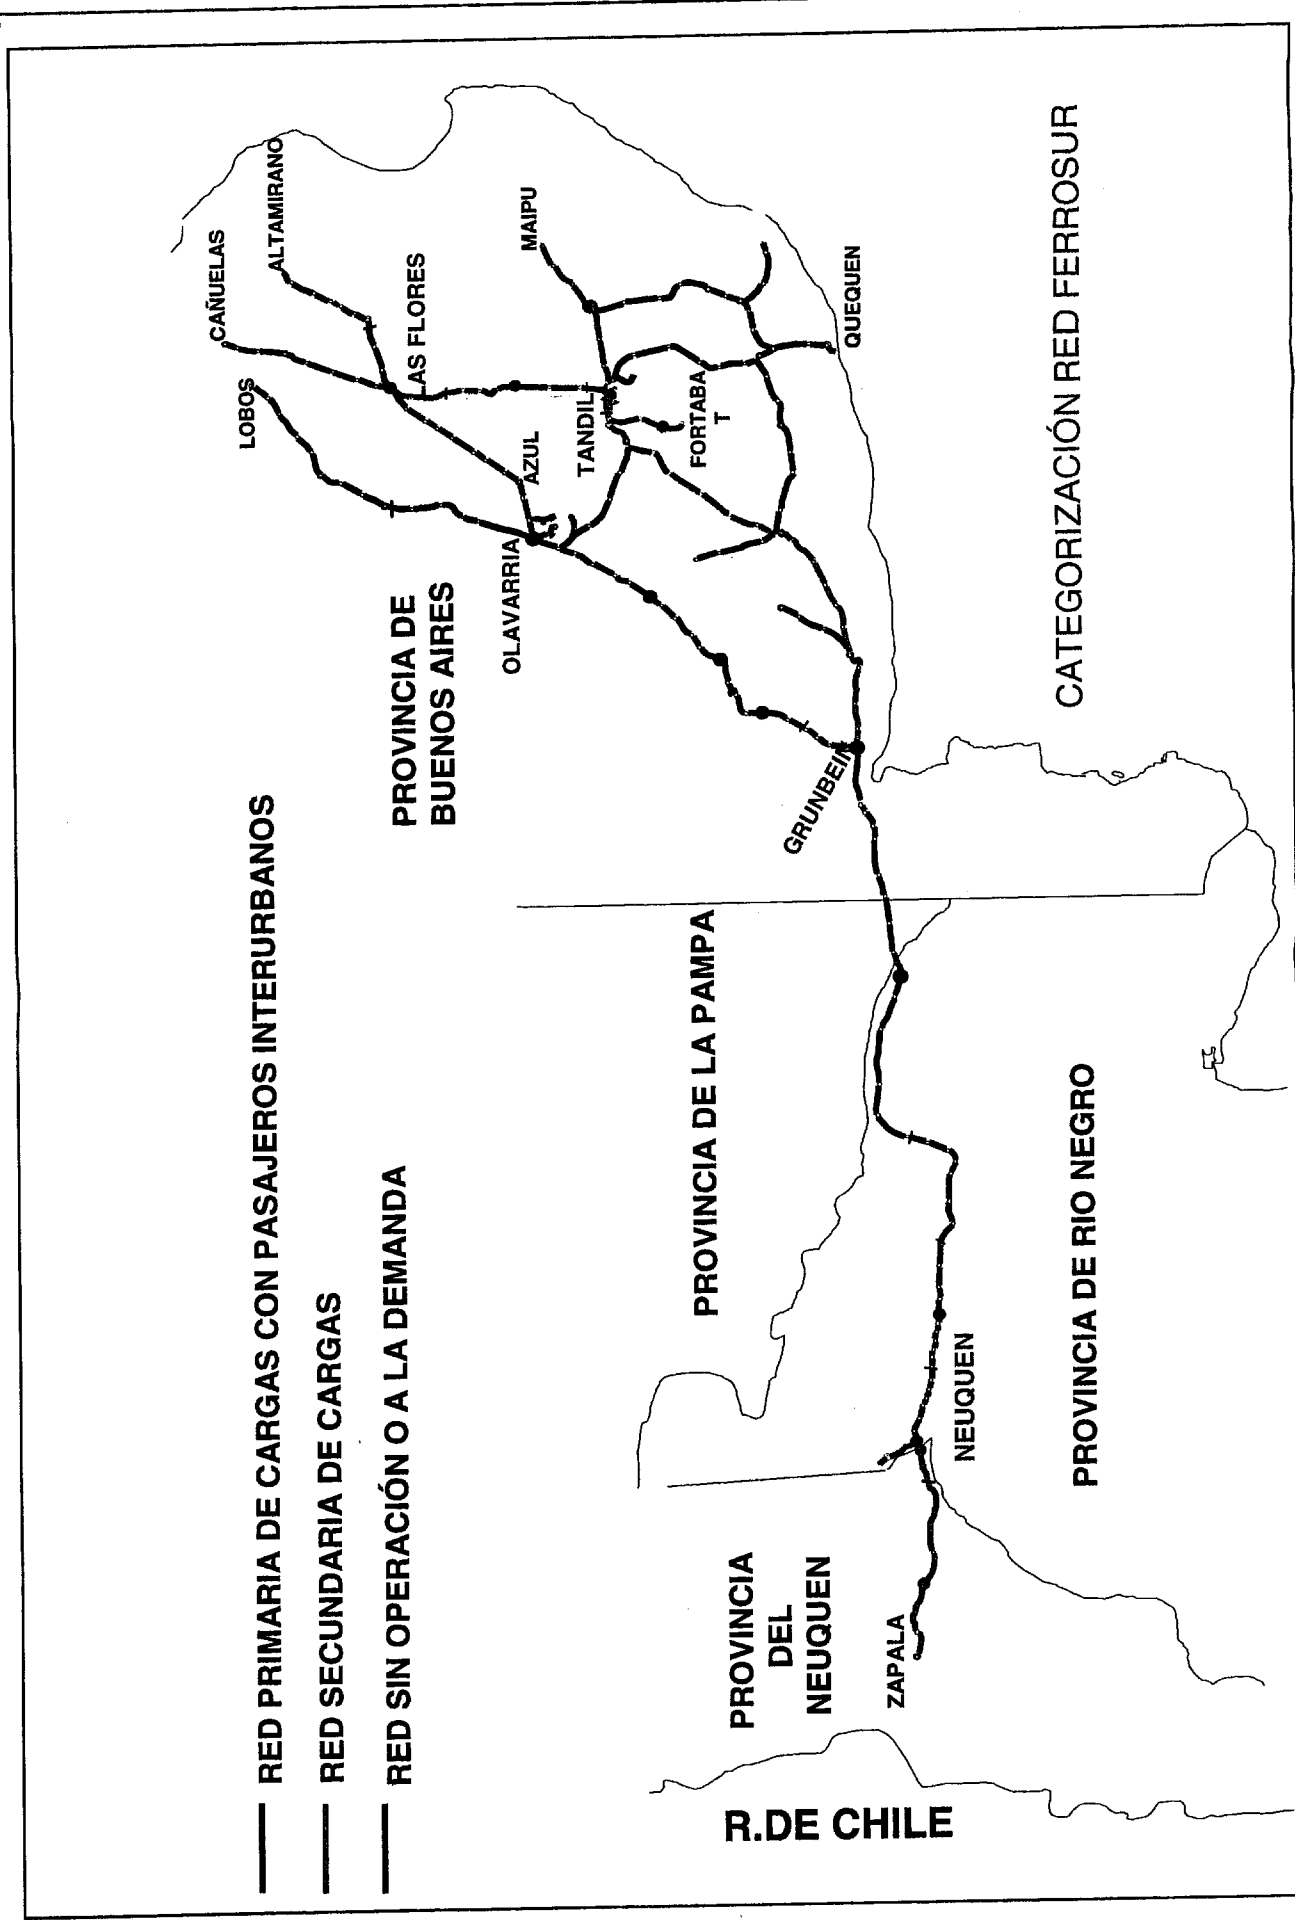 RED PRIMARIA DE CARGAS CON PASAJEROS INTERURBANOS
RED SECUNDARIA DE CARGAS
RED SIN OPERACIÓN O A LA DEMANDA
LOBOS
CAÑUELAS
ALTAMIRANO
LAS FLORES
MAIPU
PROVINCIA DE
BUENOS AIRES
OLAVARRIA
AZUL
TANDIL
FORTABA
T
QUEQUEN
GRUNBEIN
PROVINCIA DE LA PAMPA
PROVINCIA
DEL
NEUQUEN
ZAPALA
NEUQUEN
PROVINCIA DE RIO NEGRO
R.DE CHILE
CATEGORIZACIÓN RED FERROSUR